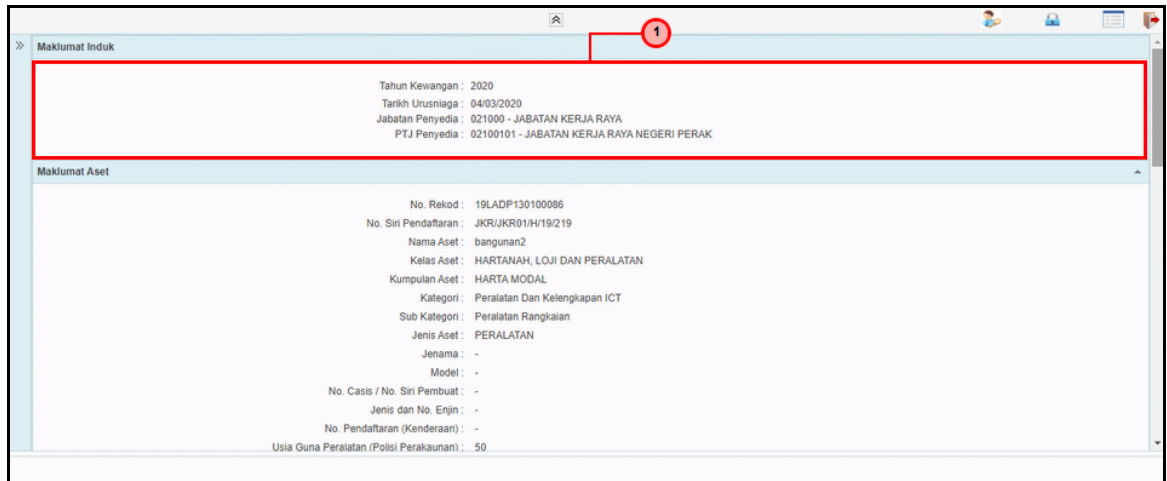 1
Maklumat Induk
Tahun Kewangan : 2020
Tarikh Urusniaga : 04/03/2020
Jabatan Penyedia : 021000 - JABATAN KERJA RAYA
PTJ Penyedia : 02100101 - JABATAN KERJA RAYA NEGERI PERAK
Maklumat Aset
No. Rekod : 19LADP130100086
No. Siri Pendaftaran : JKR/JKR01/H/19/219
Nama Aset : bangunan2
Kelas Aset : HARTANAH, LOJI DAN PERALATAN
Kumpulan Aset : HARTA MODAL
Kategori : Peralatan Dan Kelengkapan ICT
Sub Kategori : Peralatan Rangkaian
Jenis Aset : PERALATAN
Jenama : -
Model : -
No. Casis / No. Siri Pembuat : -
Jenis dan No. Enjin : -
No. Pendaftaran (Kenderaan) : -
Usia Guna Peralatan (Polisi Perakaunan) : 50